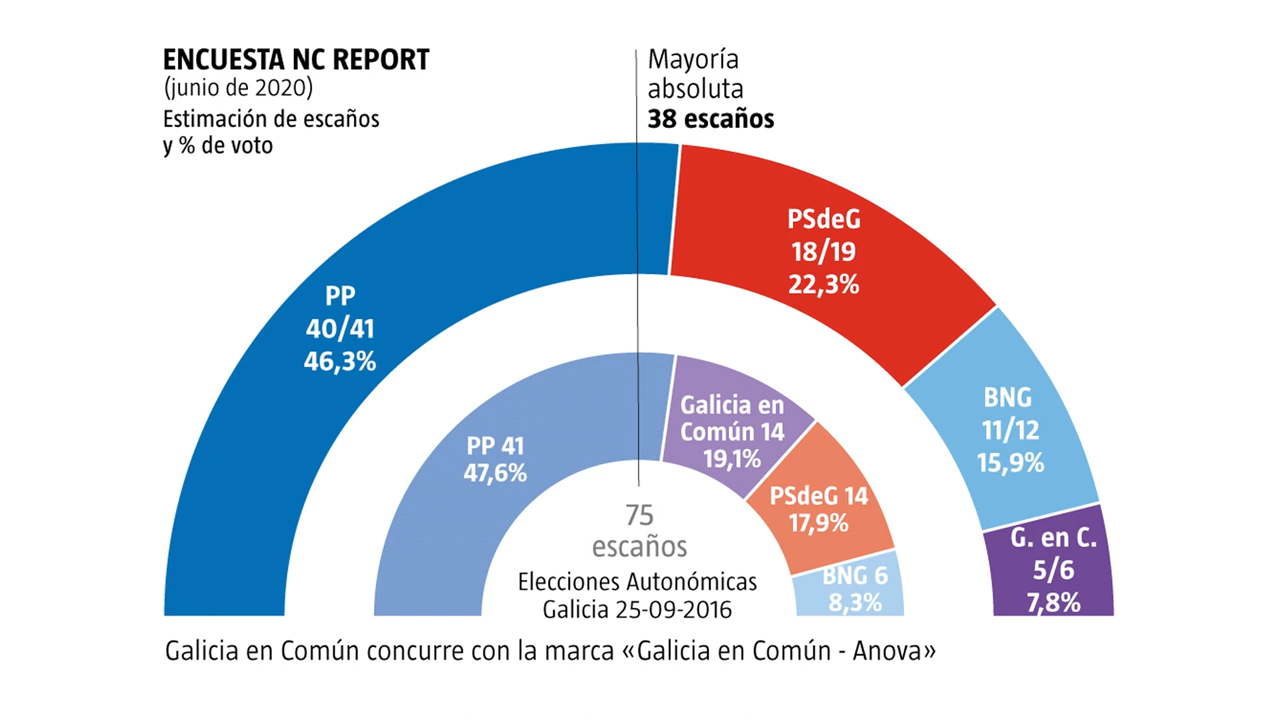 ENCUESTA NC REPORT
(junio de 2020)
Estimación de escaños
y % de voto
Mayoría
absoluta
38 escaños
PP
40/41
46,3%
PSdeG
18/19
22,3%
BNG
11/12
15,9%
G. en C.
5/6
7,8%
PP 41
47,6%
Galicia en
Común 14
19,1%
PSdeG 14
17,9%
BNG 6
8,3%
75
escaños
Elecciones Autonómicas
Galicia 25-09-2016
Galicia en Común concurre con la marca «Galicia en Común - Anova»